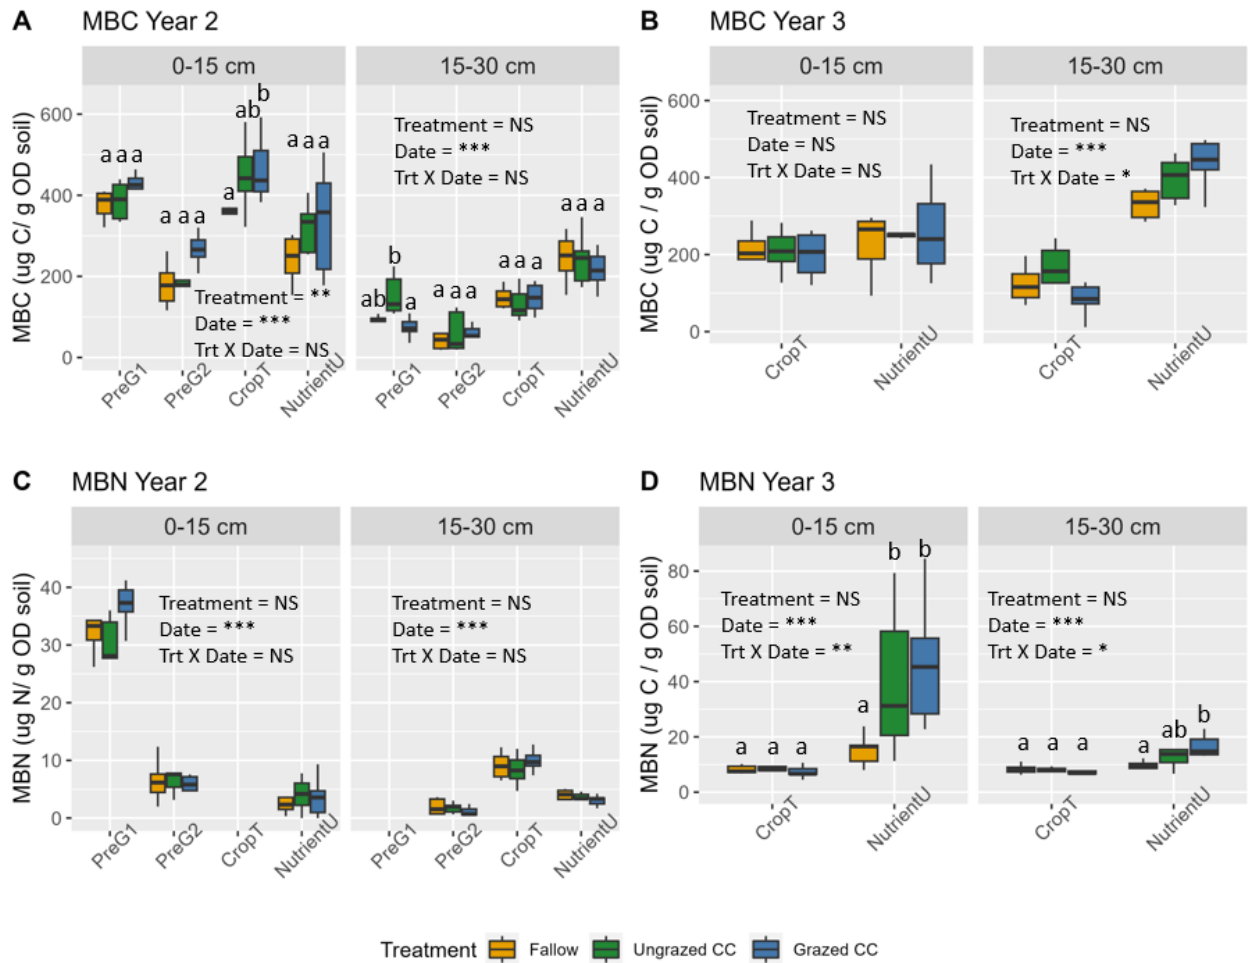 A MBC Year 2
0-15 cm
15-30 cm
MBC (ug C/ g OD soil)
600
400
200
0
a a a
a a a
a
ab
b
a a a
Treatment = **
Date = ***
Trt X Date = NS
Treatment = NS
Date = ***
Trt X Date = NS
ab
b
a
a a a
a a a
a a a
PreG1
PreG2
CropT
NutrientU
PreG1
PreG2
CropT
NutrientU
B MBC Year 3
0-15 cm
15-30 cm
MBC (ug C / g OD soil)
600
400
200
0
Treatment = NS
Date = NS
Trt X Date = NS
Treatment = NS
Date = ***
Trt X Date = *
CropT
NutrientU
CropT
NutrientU
C MBN Year 2
0-15 cm
15-30 cm
MBN (ug N/ g OD soil)
40
30
20
10
0
Treatment = NS
Date = ***
Trt X Date = NS
Treatment = NS
Date = ***
Trt X Date = NS
PreG1
PreG2
CropT
NutrientU
PreG1
PreG2
CropT
NutrientU
D MBN Year 3
0-15 cm
15-30 cm
MBN (ug C / g OD soil)
80
60
40
20
0
Treatment = NS
Date = ***
Trt X Date = **
a a a
a
b
b
Treatment = NS
Date = ***
Trt X Date = *
a a a
a
ab
b
CropT
NutrientU
CropT
NutrientU
Treatment Fallow Ungrazed CC Grazed CC